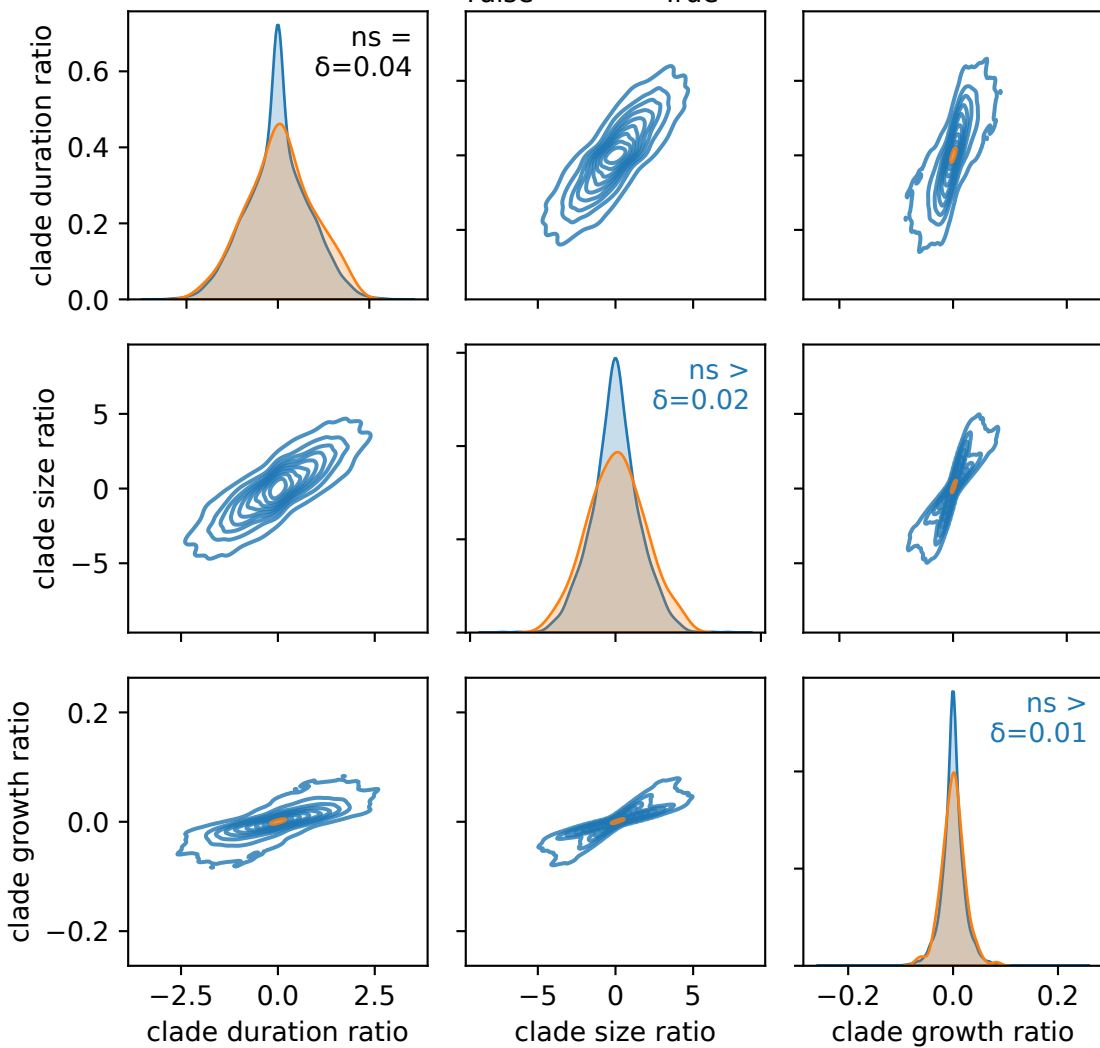 clade duration ratio
0.6
0.4
0.2
0.0
ns =
δ=0.04
clade size ratio
5
0
−5
ns >
δ=0.02
clade growth ratio
0.2
0.0
−0.2
ns >
δ=0.01
−2.5 0.0 2.5
−5 0 5
−0.2 0.0 0.2
clade duration ratio
clade size ratio
clade growth ratio